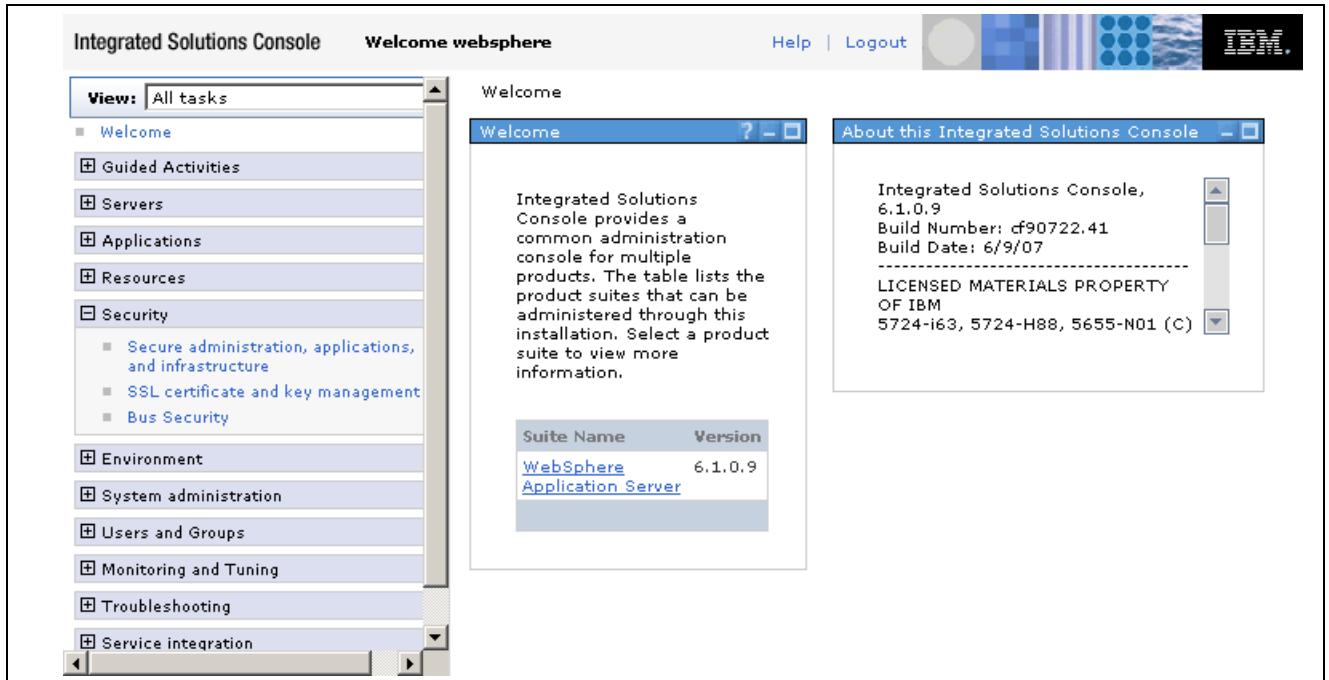 Integrated Solutions Console Welcome websphere Help | Logout IBM.
View: All tasks
Welcome
Guided Activities
Servers
Applications
Resources
Security
Secure administration, applications,
and infrastructure
SSL certificate and key management
Bus Security
Environment
System administration
Users and Groups
Monitoring and Tuning
Troubleshooting
Service integration
Welcome
Welcome ?
Integrated Solutions
Console provides a
common administration
console for multiple
products. The table lists the
product suites that can be
administered through this
installation. Select a product
suite to view more
information.
Suite Name Version
WebSphere 6.1.0.9
Application Server
About this Integrated Solutions Console
Integrated Solutions Console,
6.1.0.9
Build Number: cf90722.41
Build Date: 6/9/07
----------------------------------------
LICENSED MATERIALS PROPERTY
OF IBM
5724-i63, 5724-H88, 5655-N01 (C)